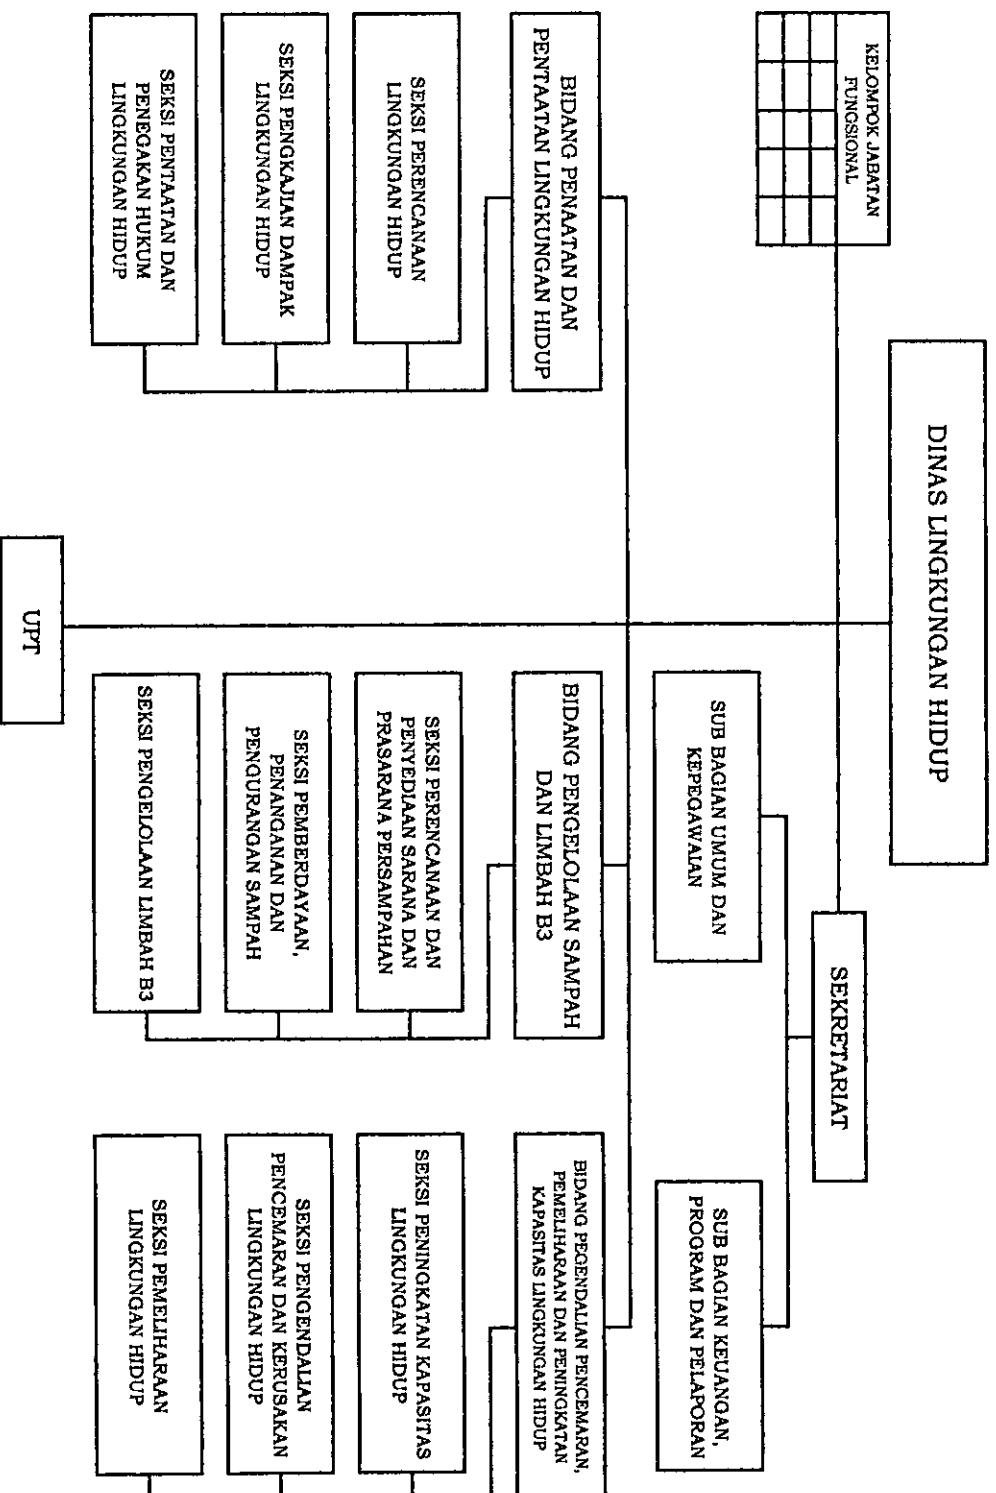 DINAS LINGKUNGAN HIDUP
KELOMPOK JABATAN
FUNGSIONAL
SEKRETARIAT
SUB BAGIAN UMUM DAN
KEPEGAWAIAN
SUB BAGIAN KEUANGAN,
PROGRAM DAN PELAPORAN
BIDANG PENAATAN DAN
PENTAATAN LINGKUNGAN HIDUP
SEKSI PERENCANAAN
LINGKUNGAN HIDUP
SEKSI PENGKAJIAN DAMPAK
LINGKUNGAN HIDUP
SEKSI PENTAATAN DAN
PENEGAKAN HUKUM
LINGKUNGAN HIDUP
BIDANG PENGELOLAAN SAMPAH
DAN LIMBAH B3
SEKSI PERENCANAAN DAN
PENYEDIAAN SARANA DAN
PRASARANA PERSAMPAHAN
SEKSI PEMBERDAYAAN,
PENANGANAN DAN
PENGURANGAN SAMPAH
SEKSI PENGELOLAAN LIMBAH B3
BIDANG PEGENDALIAN PENCEMARAN,
PEMELIHARAAN DAN PENINGKATAN
KAPASITAS LINGKUNGAN HIDUP
SEKSI PENINGKATAN KAPASITAS
LINGKUNGAN HIDUP
SEKSI PENGENDALIAN
PENCEMARAN DAN KERUSAKAN
LINGKUNGAN HIDUP
SEKSI PEMELIHARAAN
LINGKUNGAN HIDUP
UPT